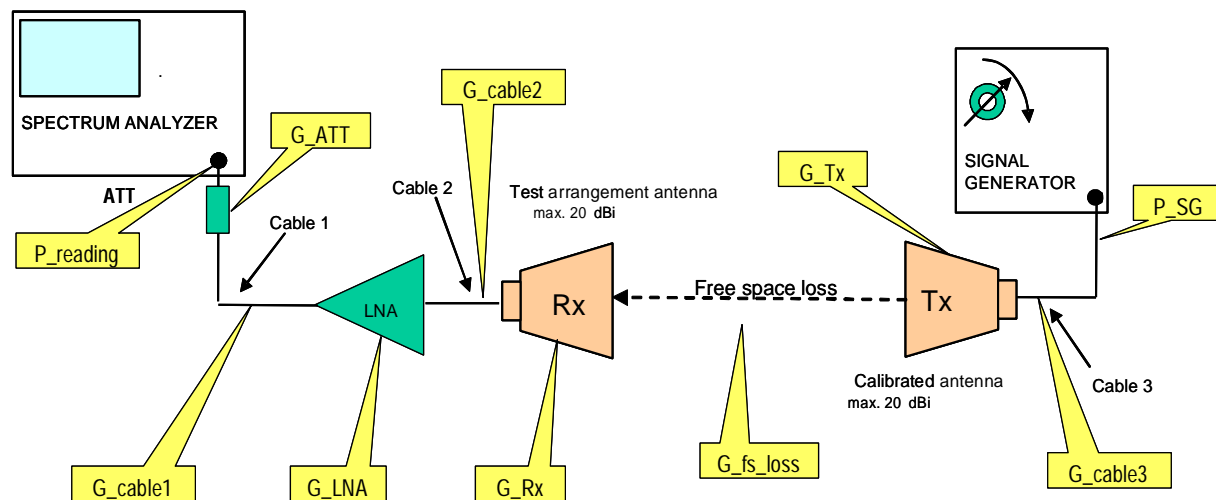 SPECTRUM ANALYZER
G_ATT
ATT
P_reading
Cable 1
G_cable2
Cable 2
Test arrangement antenna
max. 20 dBi
G_Tx
SIGNAL
GENERATOR
P_SG
LNA
Rx
Free space loss
Tx
Calibrated antenna
max. 20 dBi
Cable 3
G_cable1
G_LNA
G_Rx
G_fs_loss
G_cable3